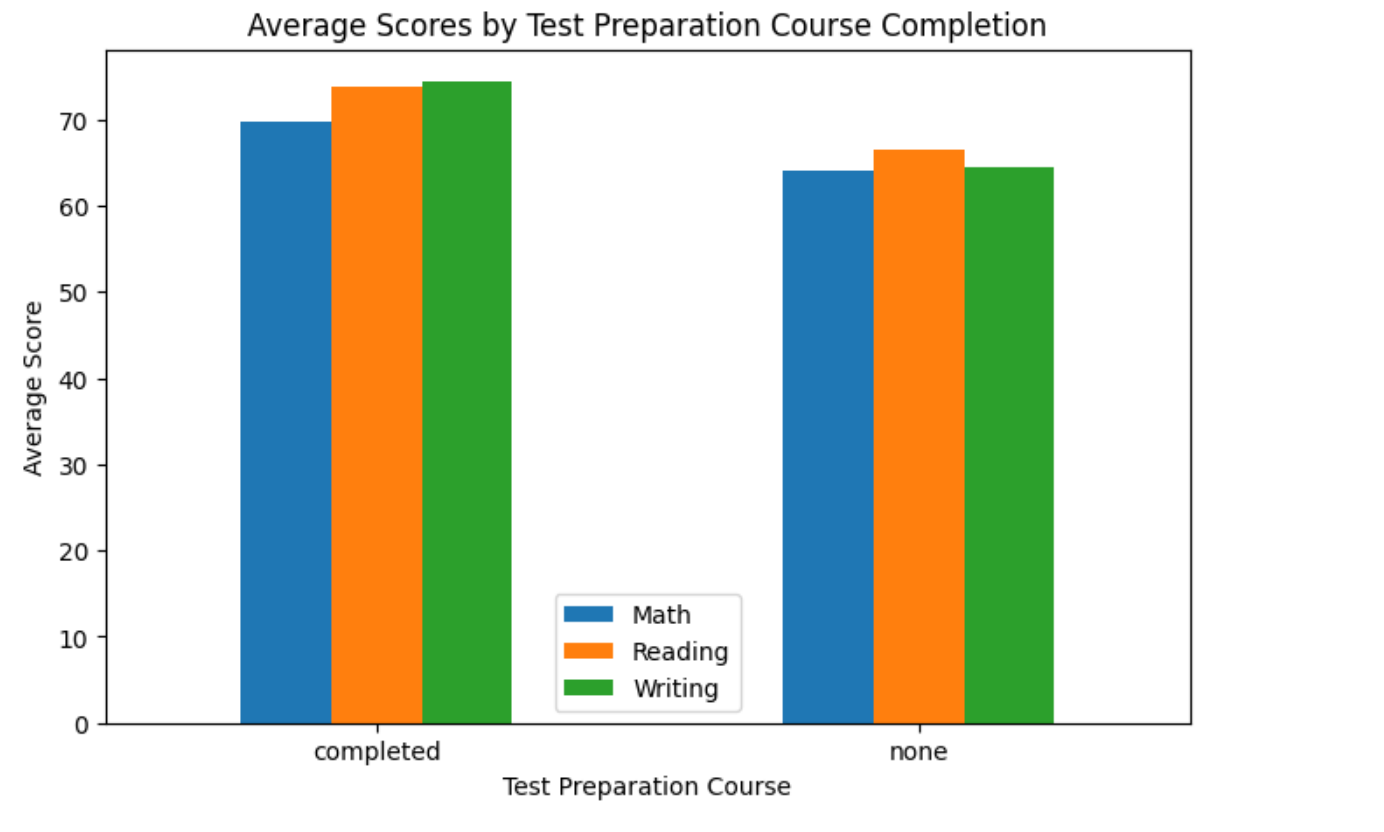 Average Scores by Test Preparation Course Completion
Average Score
70
60
50
40
30
20
10
0
Math
Reading
Writing
completed none
Test Preparation Course